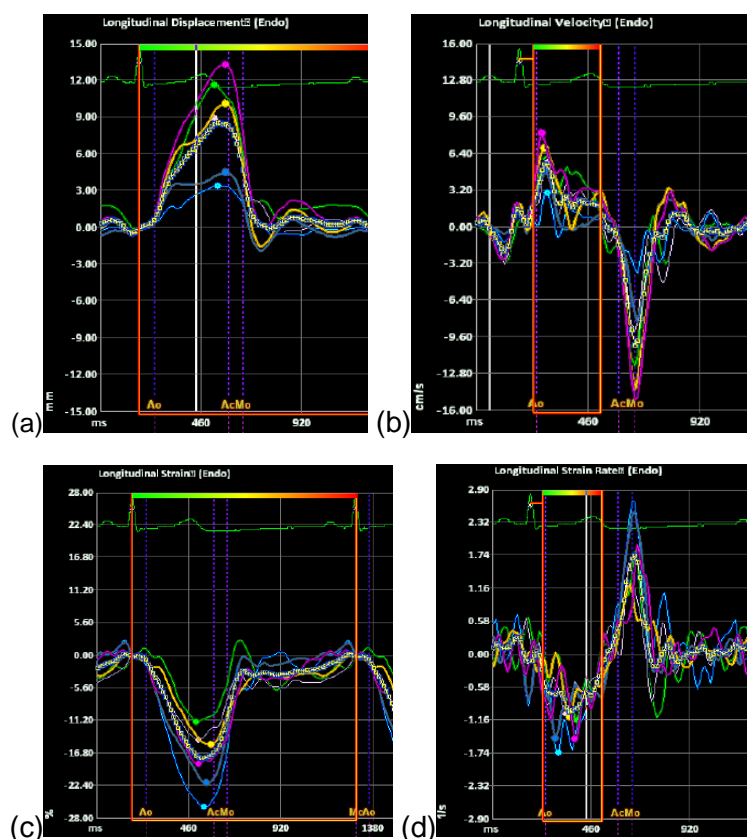 Longitudinal Displacement⍰ (Endo)
15.00
12.00
9.00
6.00
3.00
0.00
-3.00
-6.00
-9.00
-12.00
-15.00
mm
Ao
AcMo
ms
460
920
(a)
Longitudinal Velocity⍰ (Endo)
16.00
12.80
9.60
6.40
3.20
0.00
-3.20
-6.40
-9.60
-12.80
-16.00
cm/s
Ao
AcMo
ms
460
920
(b)
Longitudinal Strain⍰ (Endo)
28.00
22.40
16.80
11.20
5.60
0.00
-5.60
-11.20
-16.80
-22.40
-28.00
%
Ao
AcMo
McAo
ms
460
920
1380
(c)
Longitudinal Strain Rate⍰ (Endo)
2.90
2.32
1.74
1.16
0.58
0.00
-0.58
-1.16
-1.74
-2.32
-2.90
1/s
Ao
AcMo
ms
460
920
(d)